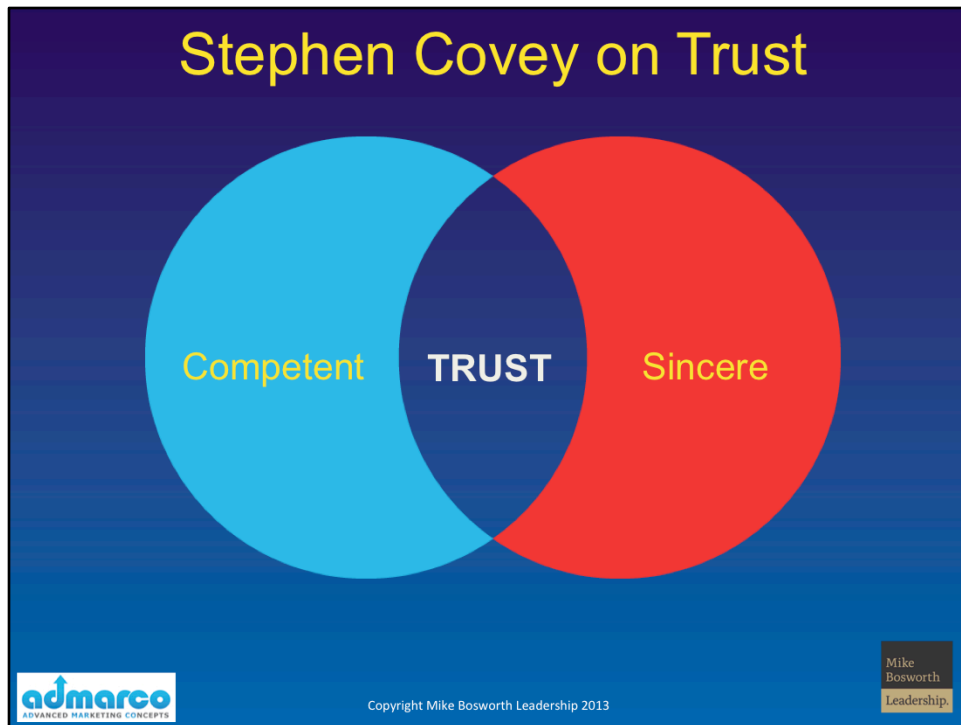 Stephen Covey on Trust
Competent
TRUST
Sincere
admarco
ADVANCED MARKETING CONCEPTS
Copyright Mike Bosworth Leadership 2013
Mike
Bosworth
Leadership.